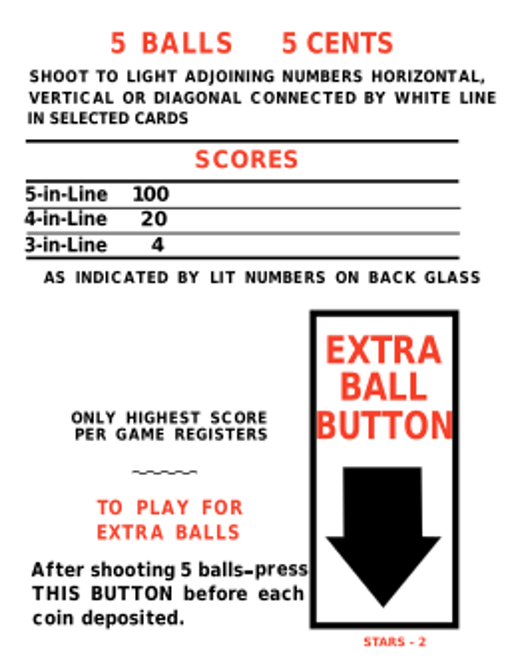 5 BALLS 5 CENTS
SHOOT TO LIGHT ADJOINING NUMBERS HORIZONTAL,
VERTICAL OR DIAGONAL CONNECTED BY WHITE LINE
IN SELECTED CARDS
SCORES
5-in-Line 100
4-in-Line 20
3-in-Line 4
AS INDICATED BY LIT NUMBERS ON BACK GLASS
ONLY HIGHEST SCORE
PER GAME REGISTERS
TO PLAY FOR
EXTRA BALLS
After shooting 5 balls–press
THIS BUTTON before each
coin deposited.
EXTRA
BALL
BUTTON
STARS - 2